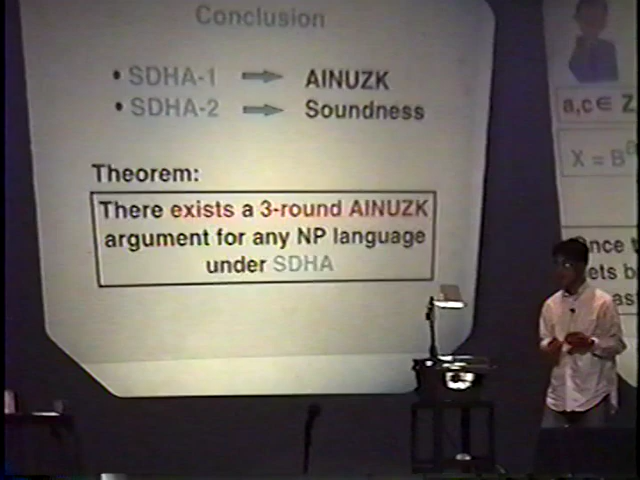 Conclusion
• SDHA-1 ⇒ AINUZK
• SDHA-2 ⇒ Soundness
Theorem:
There exists a 3-round AINUZK
argument for any NP language
under SDHA
a,c∈ Z
X = B